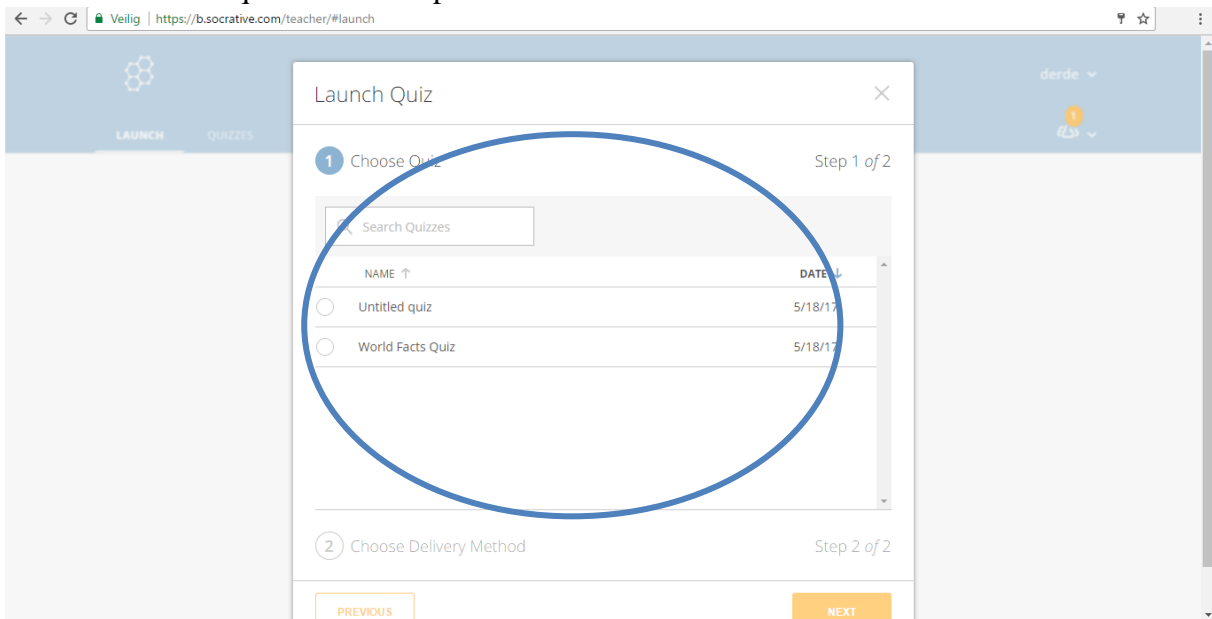 Veilig | https://b.socrative.com/teacher/#launch
derde
1
LAUNCH QUIZZES
Launch Quiz
1 Choose Quiz Step 1 of 2
Search Quizzes
NAME ↑ DATE ↓
Untitled quiz 5/18/17
World Facts Quiz 5/18/17
2 Choose Delivery Method Step 2 of 2
PREVIOUS NEXT